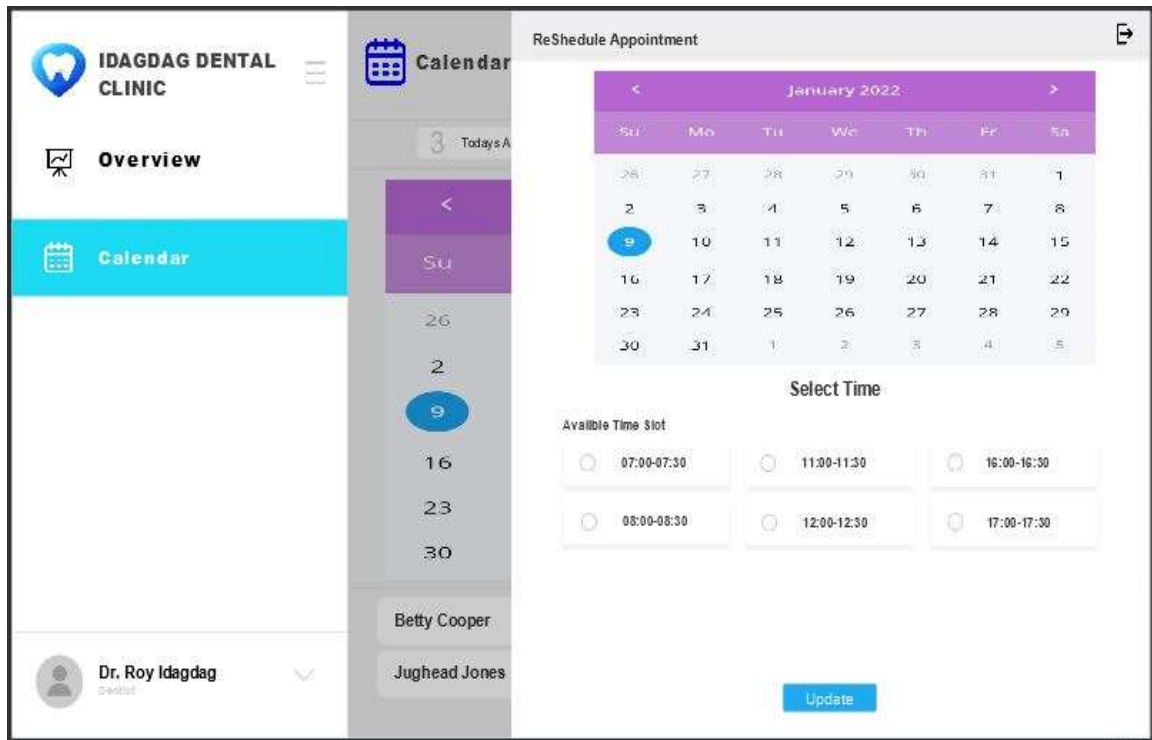 IDAGDAG DENTAL
CLINIC
Overview
Calendar
Dr. Roy Idagdag
Dentist
Calendar
3 Todays A
<
Su
26
2
9
16
23
30
Betty Cooper
Jughead Jones
ReShedule Appointment
< January 2022 >
Su Mo Tu We Th Fr Sa
26 27 28 29 30 31 1
2 3 4 5 6 7 8
9 10 11 12 13 14 15
16 17 18 19 20 21 22
23 24 25 26 27 28 29
30 31 1 2 3 4 5
Select Time
Availble Time Slot
07:00-07:30 11:00-11:30 16:00-16:30
08:00-08:30 12:00-12:30 17:00-17:30
Update